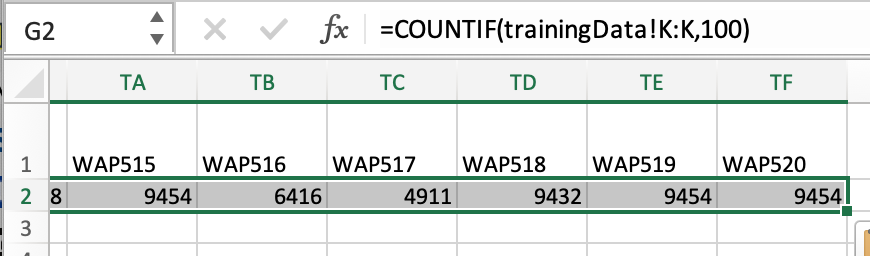 G2 fx =COUNTIF(trainingData!K:K,100)
TA TB TC TD TE TF
1 WAP515 WAP516 WAP517 WAP518 WAP519 WAP520
2 8 9454 6416 4911 9432 9454 9454
3